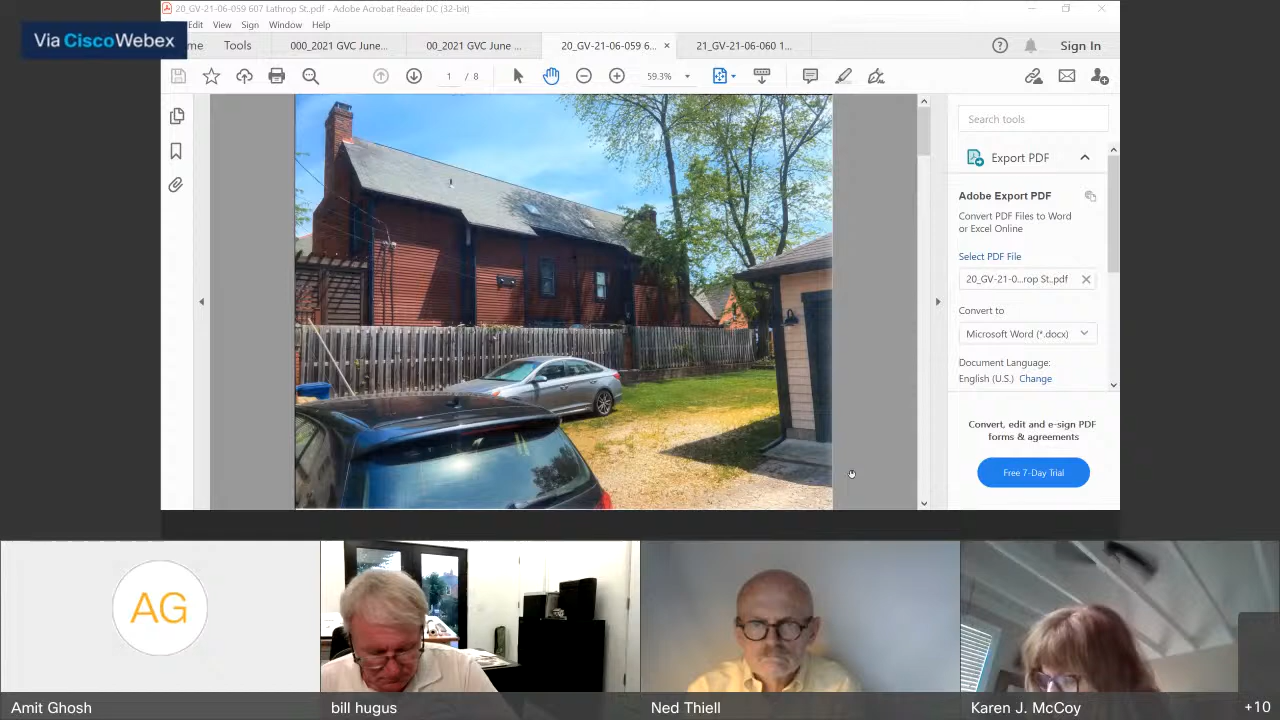 20_GV-21-06-059 607 Lathrop St..pdf - Adobe Acrobat Reader DC (32-bit)
Edit View Sign Window Help
Via Cisco Webex
me Tools 000_2021 GVC June... 00_2021 GVC June ... 20_GV-21-06-059 6... × 21_GV-21-06-060 1... Sign In
1 / 8 59.3%
Search tools
Export PDF
Adobe Export PDF
Convert PDF Files to Word
or Excel Online
Select PDF File
20_GV-21-0...rop St..pdf
Convert to
Microsoft Word (*.docx)
Document Language:
English (U.S.) Change
Convert, edit and e-sign PDF
forms & agreements
Free 7-Day Trial
AG
Amit Ghosh bill hugus Ned Thiell Karen J. McCoy +10